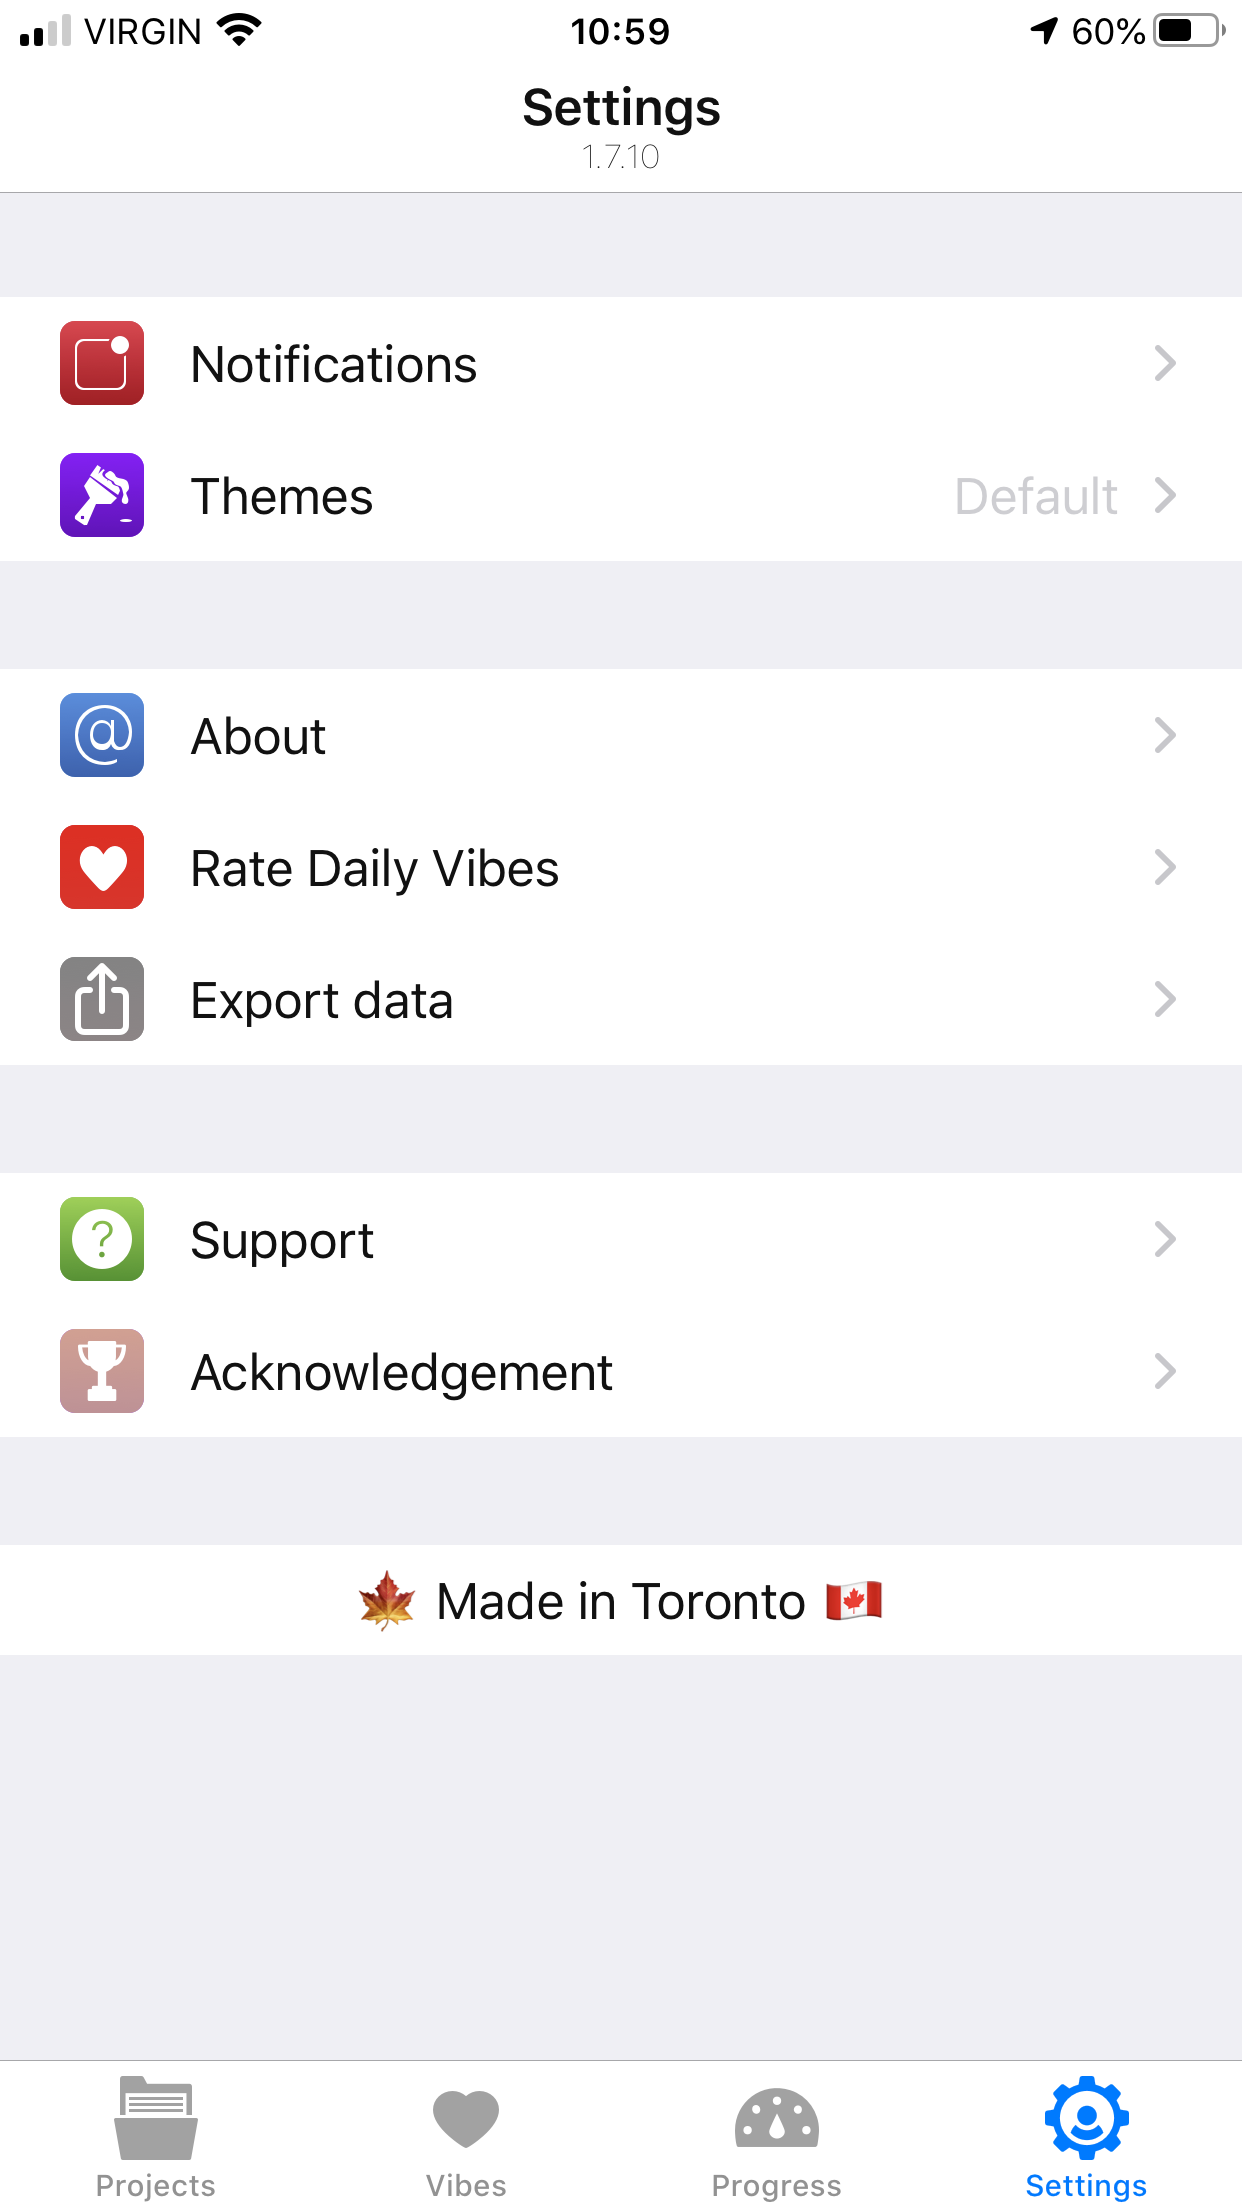 VIRGIN 10:59 60%
Settings
1.7.10
Notifications
Themes Default
@ About
Rate Daily Vibes
Export data
? Support
Acknowledgement
🍁 Made in Toronto 🇨🇦
Projects Vibes Progress Settings